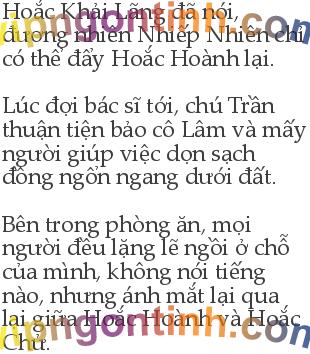 Hoắc Khải Lãng đã nói,
đương nhiên Nhiếp Nhiên chỉ
có thể đẩy Hoắc Hoành lại.
Lúc đợi bác sĩ tới, chú Trần
thuận tiện bảo cô Lâm và mấy
người giúp việc dọn sạch
đống ngổn ngang dưới đất.
Bên trong phòng ăn, mọi
người đều lặng lẽ ngồi ở chỗ
của mình, không nói tiếng
nào, nhưng ánh mắt lại qua
lại giữa Hoắc Hoành và Hoắc
Chử.